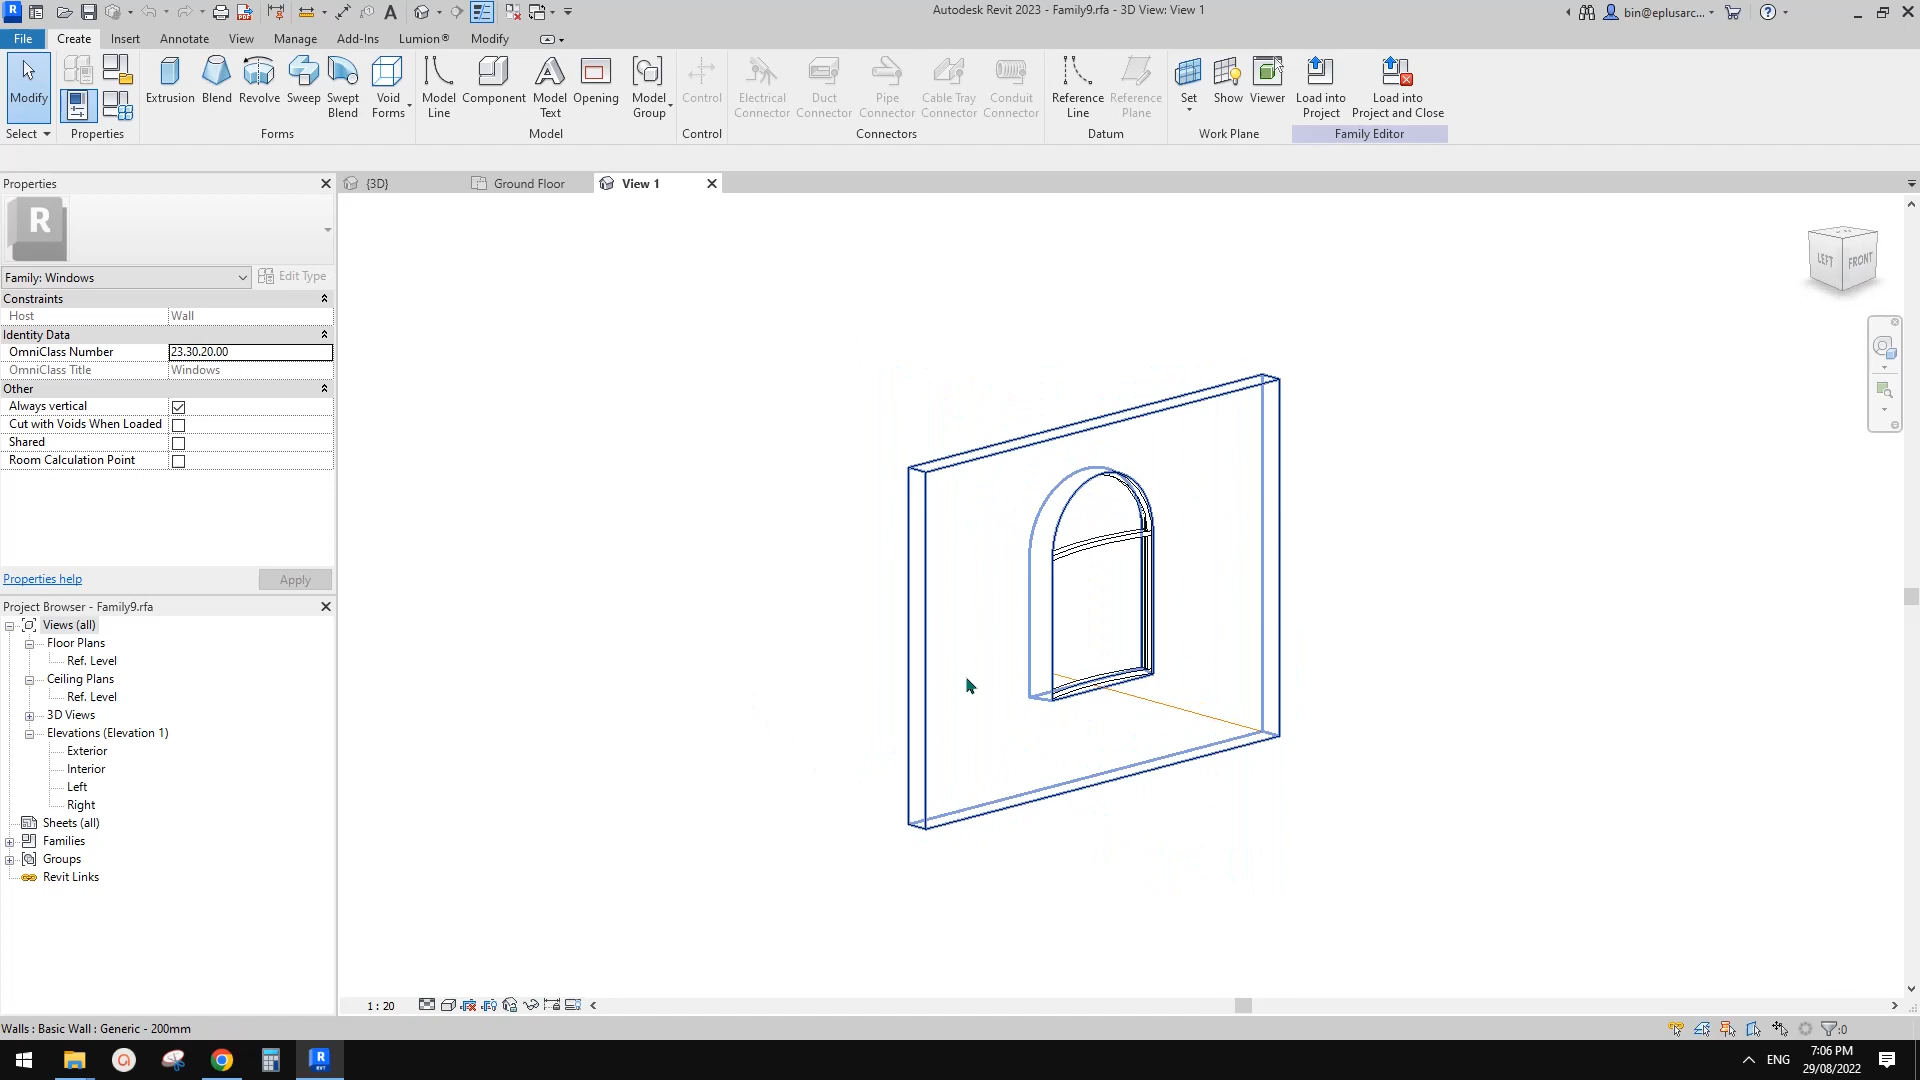 Autodesk Revit 2023 - Family9.rfa - 3D View: View 1
bin@eplusarc...
File Create Insert Annotate View Manage Add-Ins Lumion® Modify
Modify
Extrusion Blend Revolve Sweep Swept Blend Void Forms
Model Line Component Model Text Opening Model Group
Control
Electrical Connector Duct Connector Pipe Connector Cable Tray Connector Conduit Connector
Reference Line Reference Plane
Set Show Viewer
Load into Project Load into Project and Close
Select Properties Forms Model Control Connectors Datum Work Plane Family Editor
Properties
{3D} Ground Floor View 1
R
Family: Windows Edit Type
Constraints
Host Wall
Identity Data
OmniClass Number 23.30.20.00
OmniClass Title Windows
Other
Always vertical
Cut with Voids When Loaded
Shared
Room Calculation Point
Properties help Apply
Project Browser - Family9.rfa
Views (all)
Floor Plans
Ref. Level
Ceiling Plans
Ref. Level
3D Views
Elevations (Elevation 1)
Exterior
Interior
Left
Right
Sheets (all)
Families
Groups
Revit Links
LEFT FRONT
1 : 20
Walls : Basic Wall : Generic - 200mm
:0
ENG
7:06 PM
29/08/2022